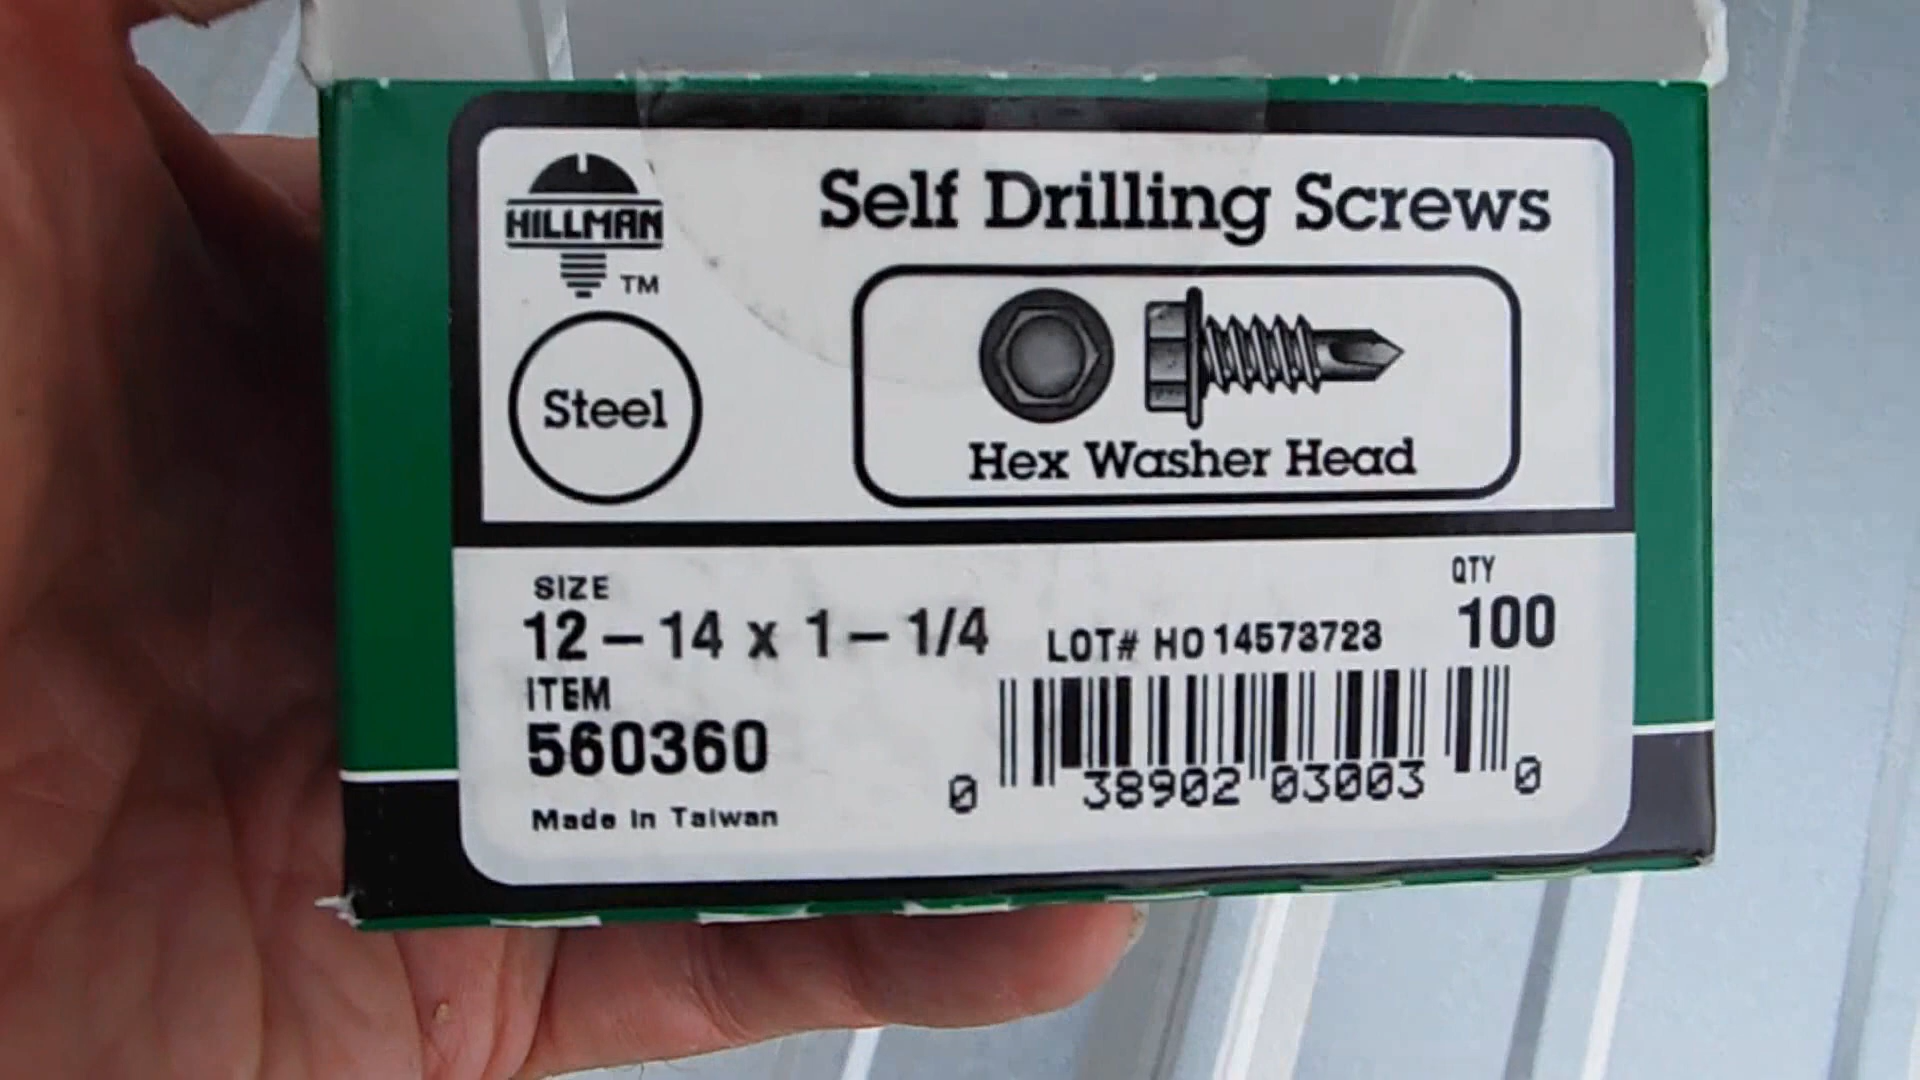 HILLMAN
TM
Self Drilling Screws
Steel
Hex Washer Head
SIZE
12 – 14 x 1 – 1/4
LOT# HO 14573723
QTY
100
ITEM
560360
Made In Taiwan
0 38902 03003 0